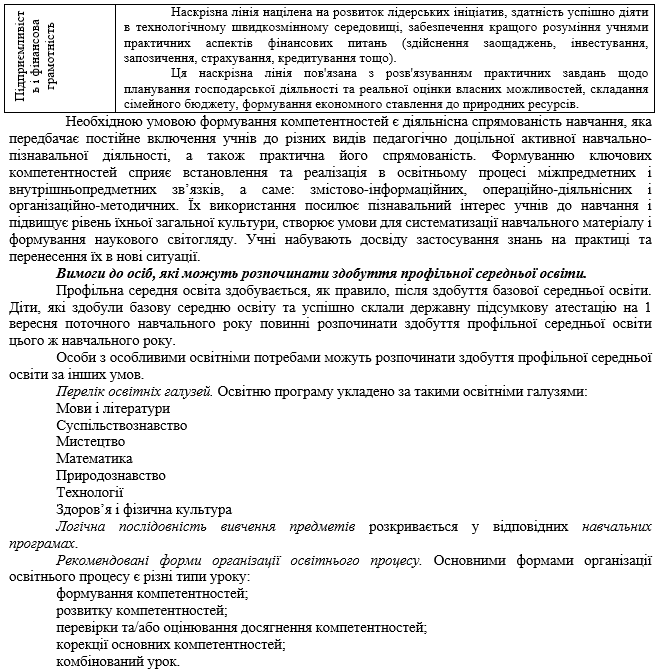 Підприємливіст
ь і фінансова
грамотність
Наскрізна лінія націлена на розвиток лідерських ініціатив, здатність успішно діяти
в технологічному швидкозмінному середовищі, забезпечення кращого розуміння учнями
практичних аспектів фінансових питань (здійснення заощаджень, інвестування,
запозичення, страхування, кредитування тощо).
Ця наскрізна лінія пов'язана з розв'язуванням практичних завдань щодо
планування господарської діяльності та реальної оцінки власних можливостей, складання
сімейного бюджету, формування економного ставлення до природних ресурсів.
Необхідною умовою формування компетентностей є діяльнісна спрямованість навчання, яка
передбачає постійне включення учнів до різних видів педагогічно доцільної активної навчально-
пізнавальної діяльності, а також практична його спрямованість. Формуванню ключових
компетентностей сприяє встановлення та реалізація в освітньому процесі міжпредметних і
внутрішньопредметних зв’язків, а саме: змістово-інформаційних, операційно-діяльнісних і
організаційно-методичних. Їх використання посилює пізнавальний інтерес учнів до навчання і
підвищує рівень їхньої загальної культури, створює умови для систематизації навчального матеріалу і
формування наукового світогляду. Учні набувають досвіду застосування знань на практиці та
перенесення їх в нові ситуації.
Вимоги до осіб, які можуть розпочинати здобуття профільної середньої освіти.
Профільна середня освіта здобувається, як правило, після здобуття базової середньої освіти.
Діти, які здобули базову середню освіту та успішно склали державну підсумкову атестацію на 1
вересня поточного навчального року повинні розпочинати здобуття профільної середньої освіти
цього ж навчального року.
Особи з особливими освітніми потребами можуть розпочинати здобуття профільної середньої
освіти за інших умов.
Перелік освітніх галузей. Освітню програму укладено за такими освітніми галузями:
Мови і літератури
Суспільствознавство
Мистецтво
Математика
Природознавство
Технології
Здоров’я і фізична культура
Логічна послідовність вивчення предметів розкривається у відповідних навчальних
програмах.
Рекомендовані форми організації освітнього процесу. Основними формами організації
освітнього процесу є різні типи уроку:
формування компетентностей;
розвитку компетентностей;
перевірки та/або оцінювання досягнення компетентностей;
корекції основних компетентностей;
комбінований урок.